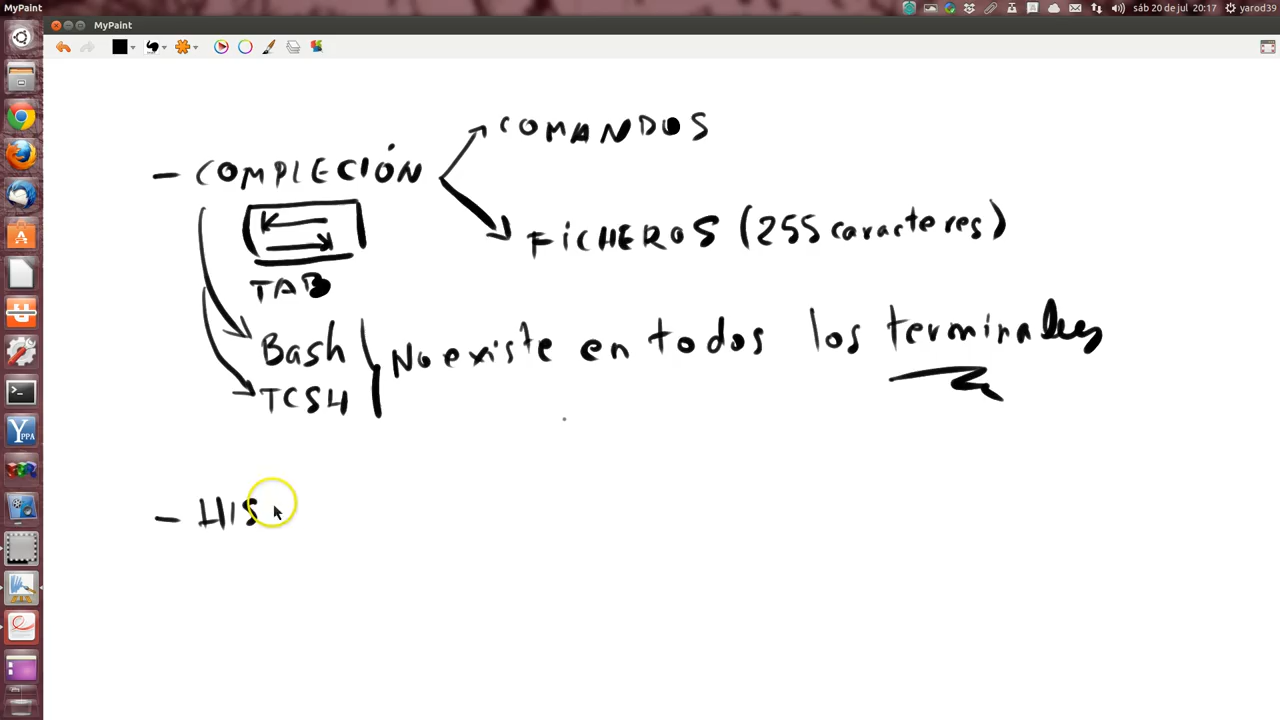 MyPaint
sáb 20 de jul 20:17 yarod39
MyPaint
COMANDOS
- COMPLECIÓN
FICHEROS (255 caracteres)
TAB
Bash
No existe en todos los terminales
TCSH
- HIS
YPPA